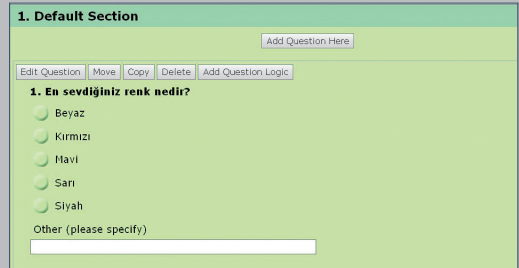 1. Default Section
Add Question Here
Edit Question Move Copy Delete Add Question Logic
1. En sevdiğiniz renk nedir?
Beyaz
Kırmızı
Mavi
Sarı
Siyah
Other (please specify)